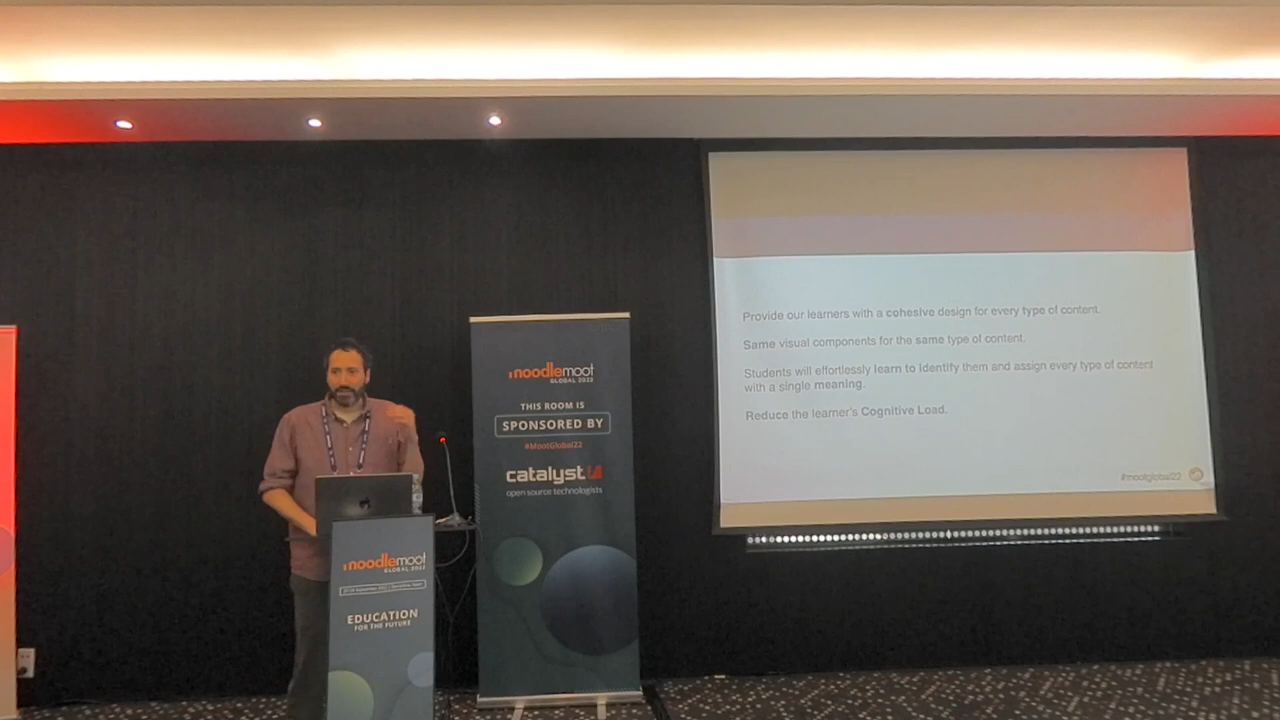 moodlemoot
GLOBAL 2022
EDUCATION
FOR THE FUTURE
moodlemoot
GLOBAL 2022
THIS ROOM IS
SPONSORED BY
#MootGlobal22
catalyst
open source technologists
Provide our learners with a cohesive design for every type of content.
Same visual components for the same type of content.
Students will effortlessly learn to identify them and assign every type of content
with a single meaning.
Reduce the learner's Cognitive Load.
#mootglobal22